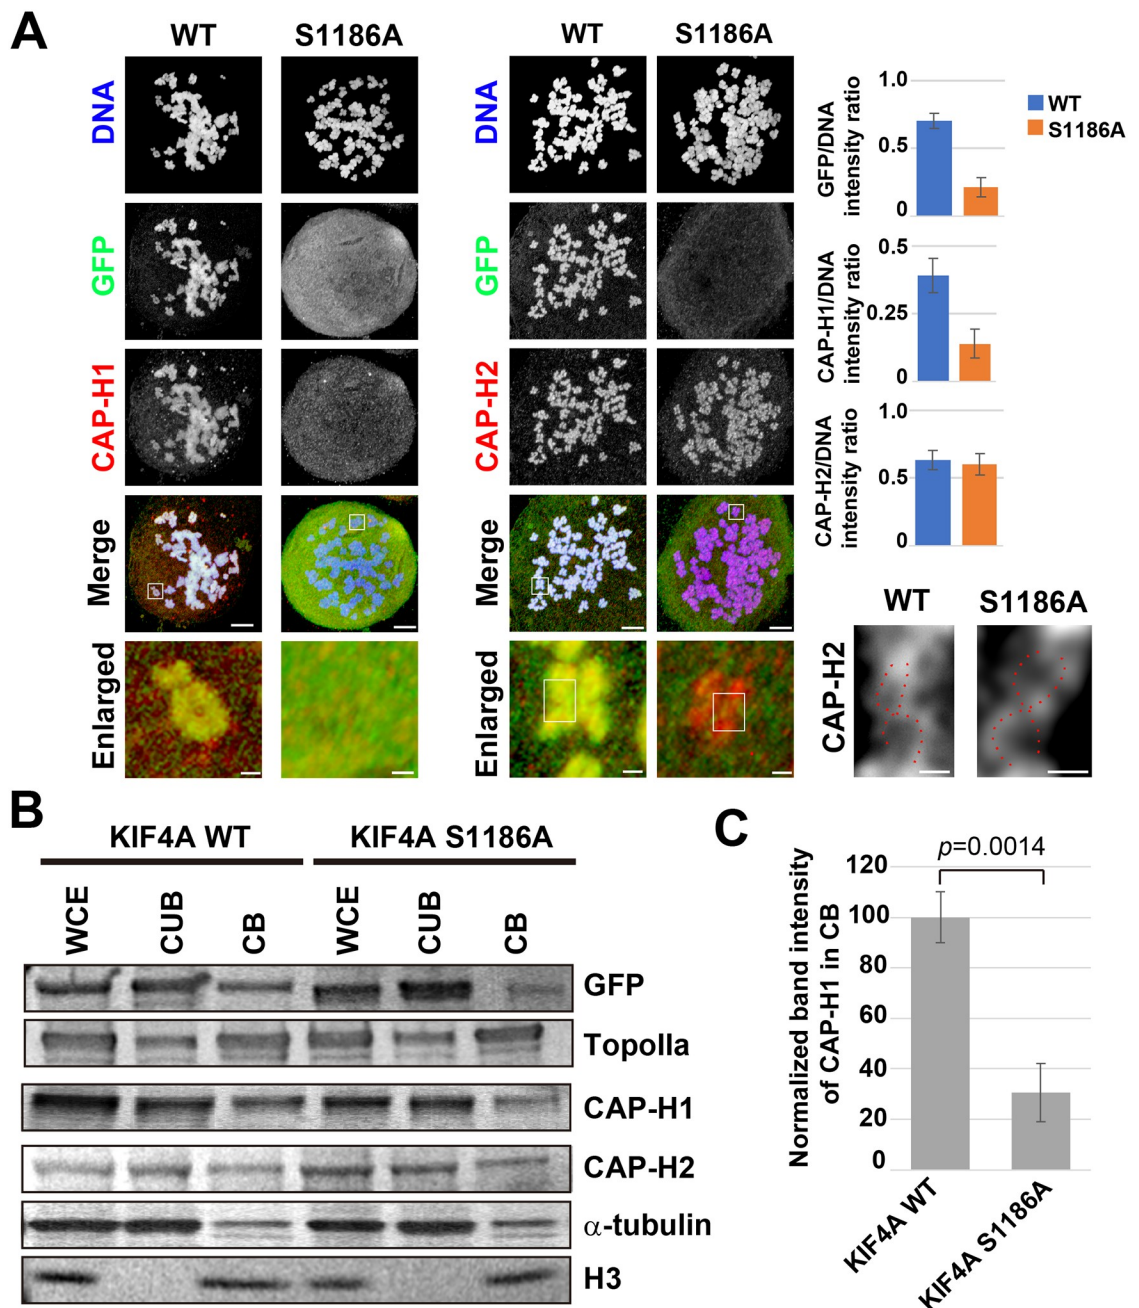 A
WT
S1186A
WT
S1186A
DNA
GFP
CAP-H1
Merge
Enlarged
DNA
GFP
CAP-H2
Merge
Enlarged
GFP/DNA
intensity ratio
1.0
0.5
0
WT
S1186A
CAP-H1/DNA
intensity ratio
0.5
0.25
0
CAP-H2/DNA
intensity ratio
1.0
0.5
0
WT
S1186A
CAP-H2
B
KIF4A WT
KIF4A S1186A
WCE
CUB
CB
WCE
CUB
CB
GFP
TopoIIa
CAP-H1
CAP-H2
α-tubulin
H3
C
p=0.0014
Normalized band intensity
of CAP-H1 in CB
120
100
80
60
40
20
0
KIF4A WT
KIF4A S1186A